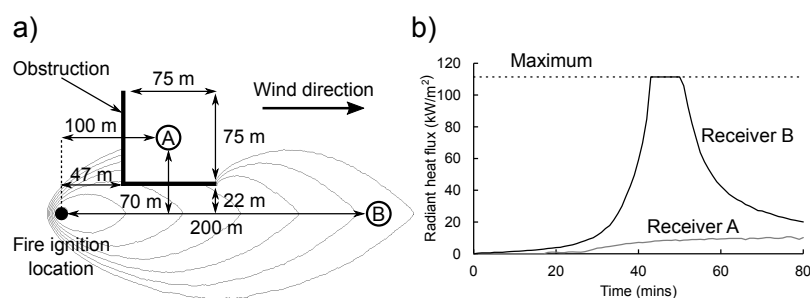 a)
Obstruction
75 m
Wind direction
100 m
A
75 m
47 m
70 m
22 m
200 m
B
Fire ignition
location
b)
Maximum
120
100
80
60
40
20
0
Radiant heat flux (kW/m²)
Receiver B
Receiver A
0
20
40
60
80
Time (mins)